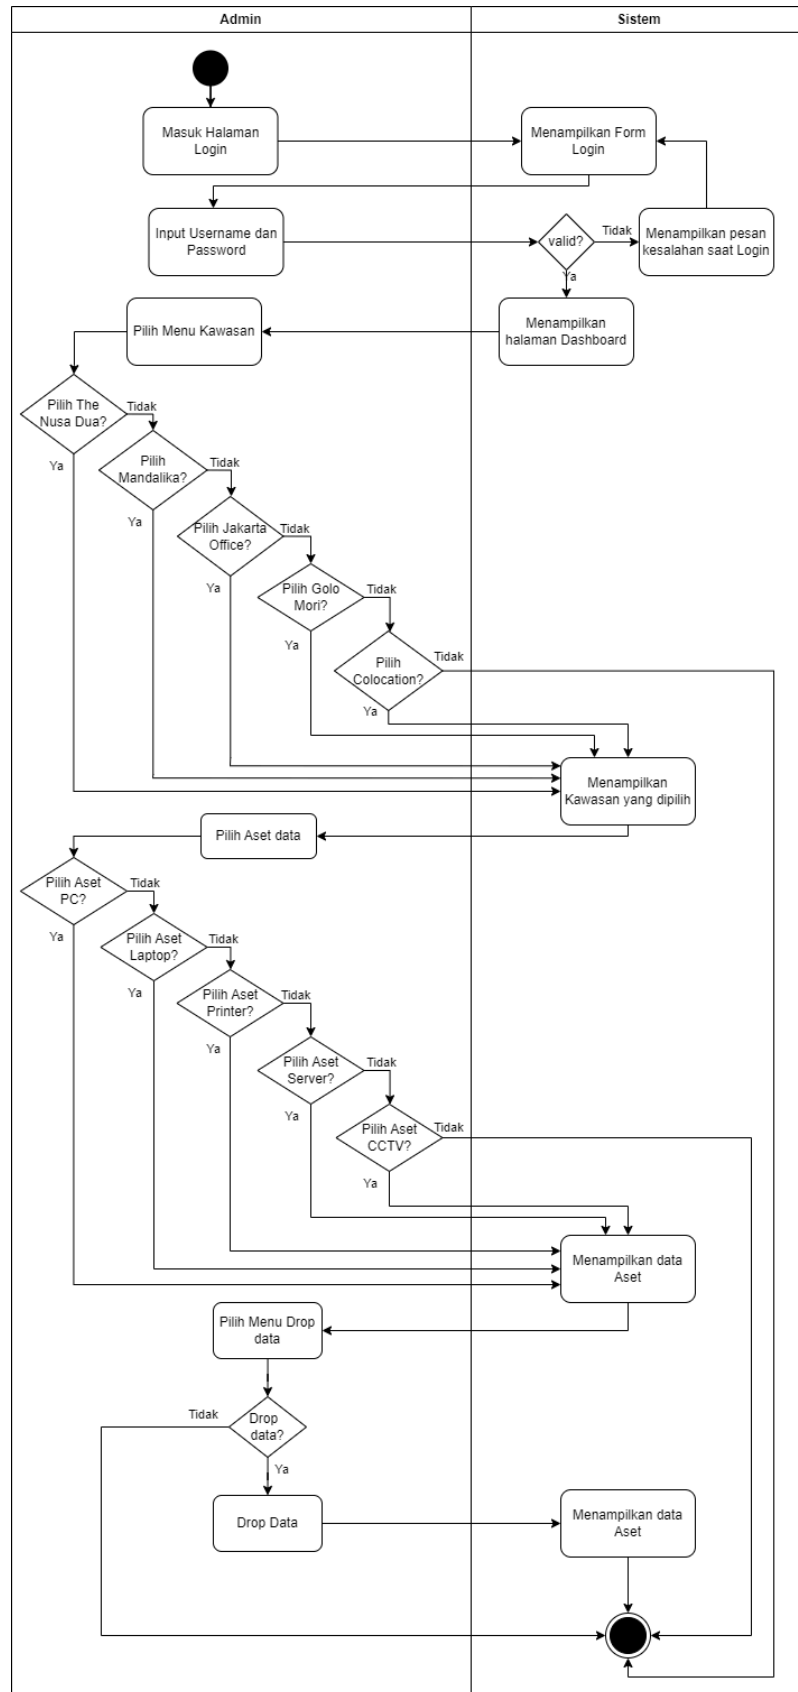 Admin
Sistem
Masuk Halaman
Login
Menampilkan Form
Login
Input Username dan
Password
valid?
Tidak
Menampilkan pesan
kesalahan saat Login
Ya
Menampilkan
halaman Dashboard
Pilih Menu Kawasan
Pilih The
Nusa Dua?
Tidak
Ya
Pilih
Mandalika?
Tidak
Ya
Pilih Jakarta
Office?
Tidak
Ya
Pilih Golo
Mori?
Tidak
Ya
Pilih
Colocation?
Tidak
Ya
Menampilkan
Kawasan yang dipilih
Pilih Aset data
Pilih Aset
PC?
Tidak
Ya
Pilih Aset
Laptop?
Tidak
Ya
Pilih Aset
Printer?
Tidak
Ya
Pilih Aset
Server?
Tidak
Ya
Pilih Aset
CCTV?
Tidak
Ya
Menampilkan data
Aset
Pilih Menu Drop
data
Drop
data?
Tidak
Ya
Drop Data
Menampilkan data
Aset